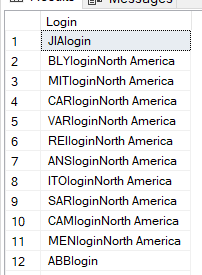 Results Messages
Login
1 JIAlogin
2 BLYloginNorth America
3 MITloginNorth America
4 CARloginNorth America
5 VARloginNorth America
6 REIloginNorth America
7 ANSloginNorth America
8 ITOloginNorth America
9 SARloginNorth America
10 CAMloginNorth America
11 MENloginNorth America
12 ABBlogin